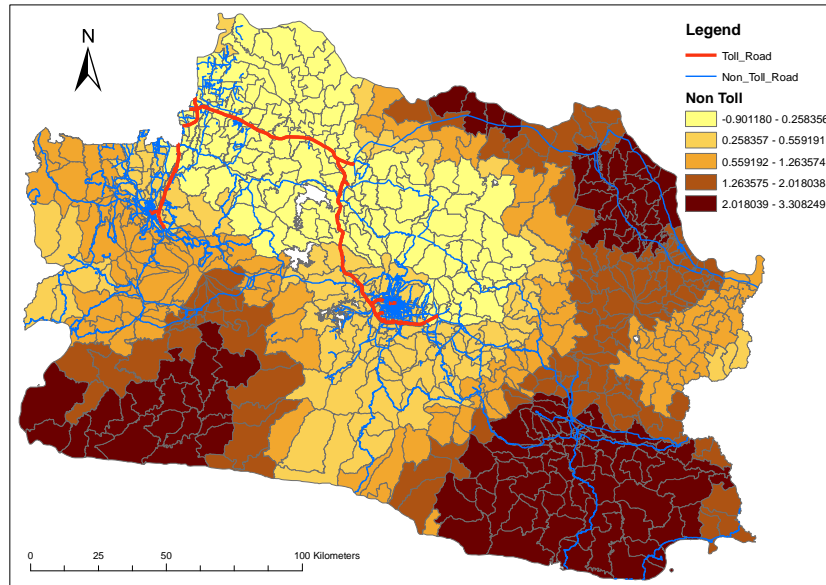 N
Legend
Toll_Road
Non_Toll_Road
Non Toll
-0.901180 - 0.258356
0.258357 - 0.559191
0.559192 - 1.263574
1.263575 - 2.018038
2.018039 - 3.308249
0 25 50 100 Kilometers